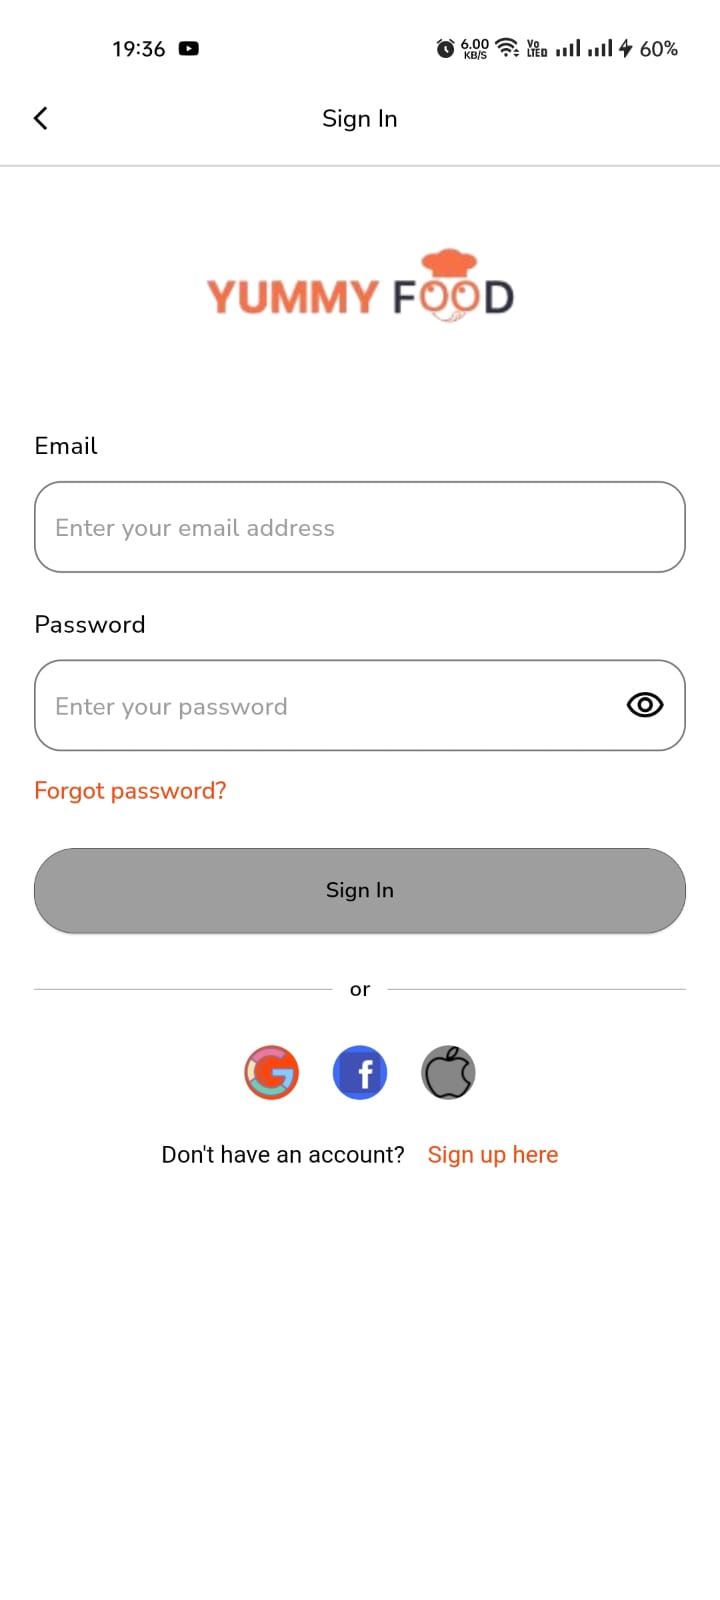 19:36 6.00 KB/S Vo LTE 60%
Sign In
YUMMY FOOD
Email
Enter your email address
Password
Enter your password
Forgot password?
Sign In
or
f
Don't have an account? Sign up here